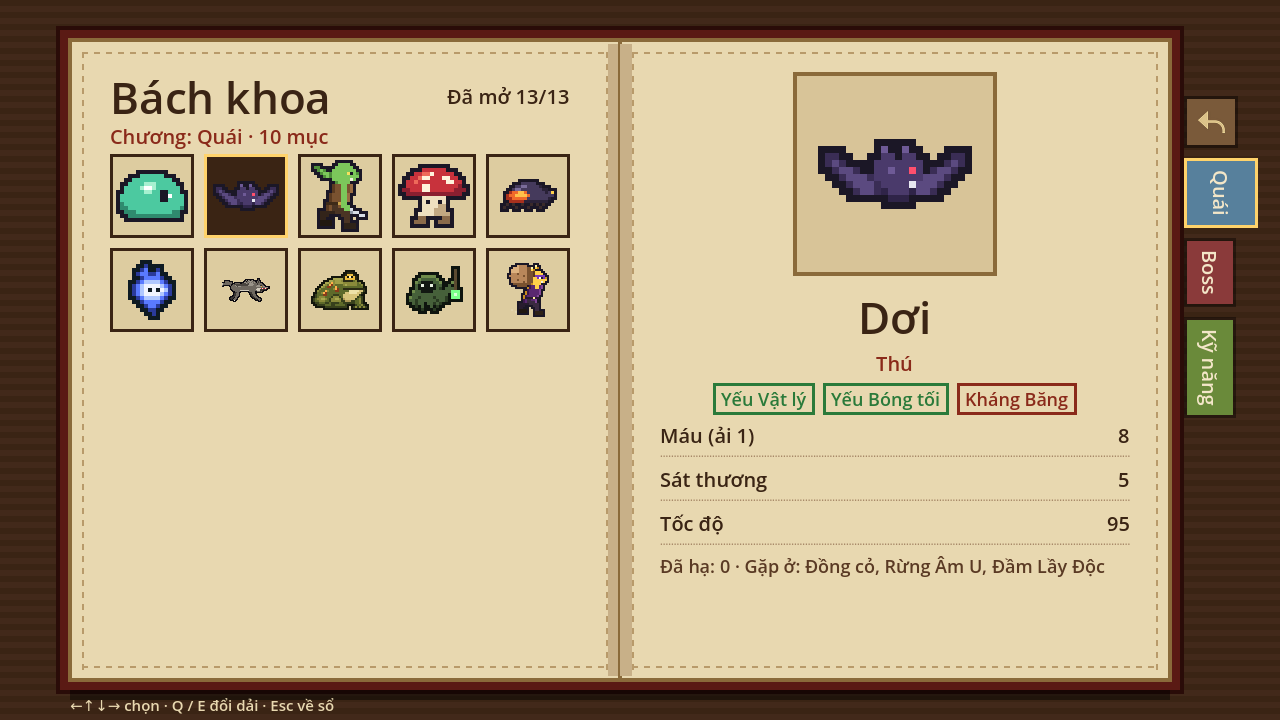 Bách khoa
Đã mở 13/13
Chương: Quái · 10 mục
Dơi
Thú
Yếu Vật lý
Yếu Bóng tối
Kháng Băng
Máu (ải 1) 8
Sát thương 5
Tốc độ 95
Đã hạ: 0 · Gặp ở: Đồng cỏ, Rừng Âm U, Đầm Lầy Độc
Quái
Boss
Kỹ năng
←↑↓→ chọn · Q / E đổi dải · Esc về sổ